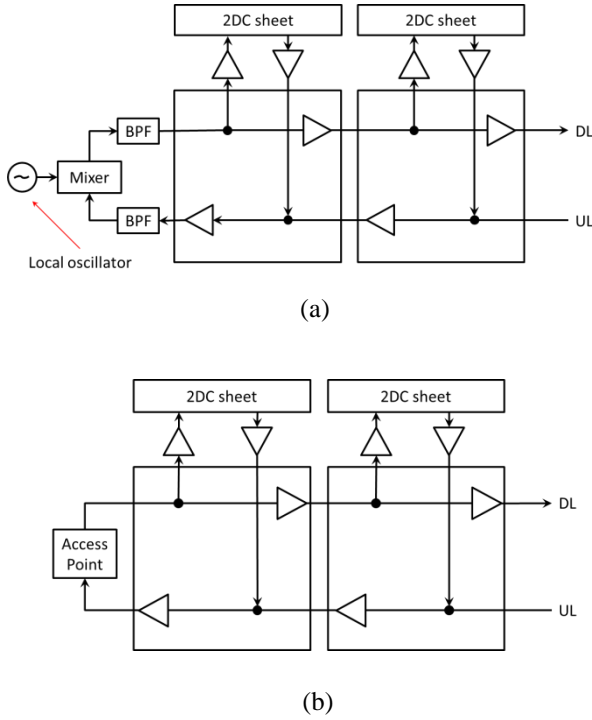 2DC sheet 2DC sheet
BPF DL
~ Mixer
BPF UL
Local oscillator
(a)
2DC sheet 2DC sheet
DL
Access
Point
UL
(b)